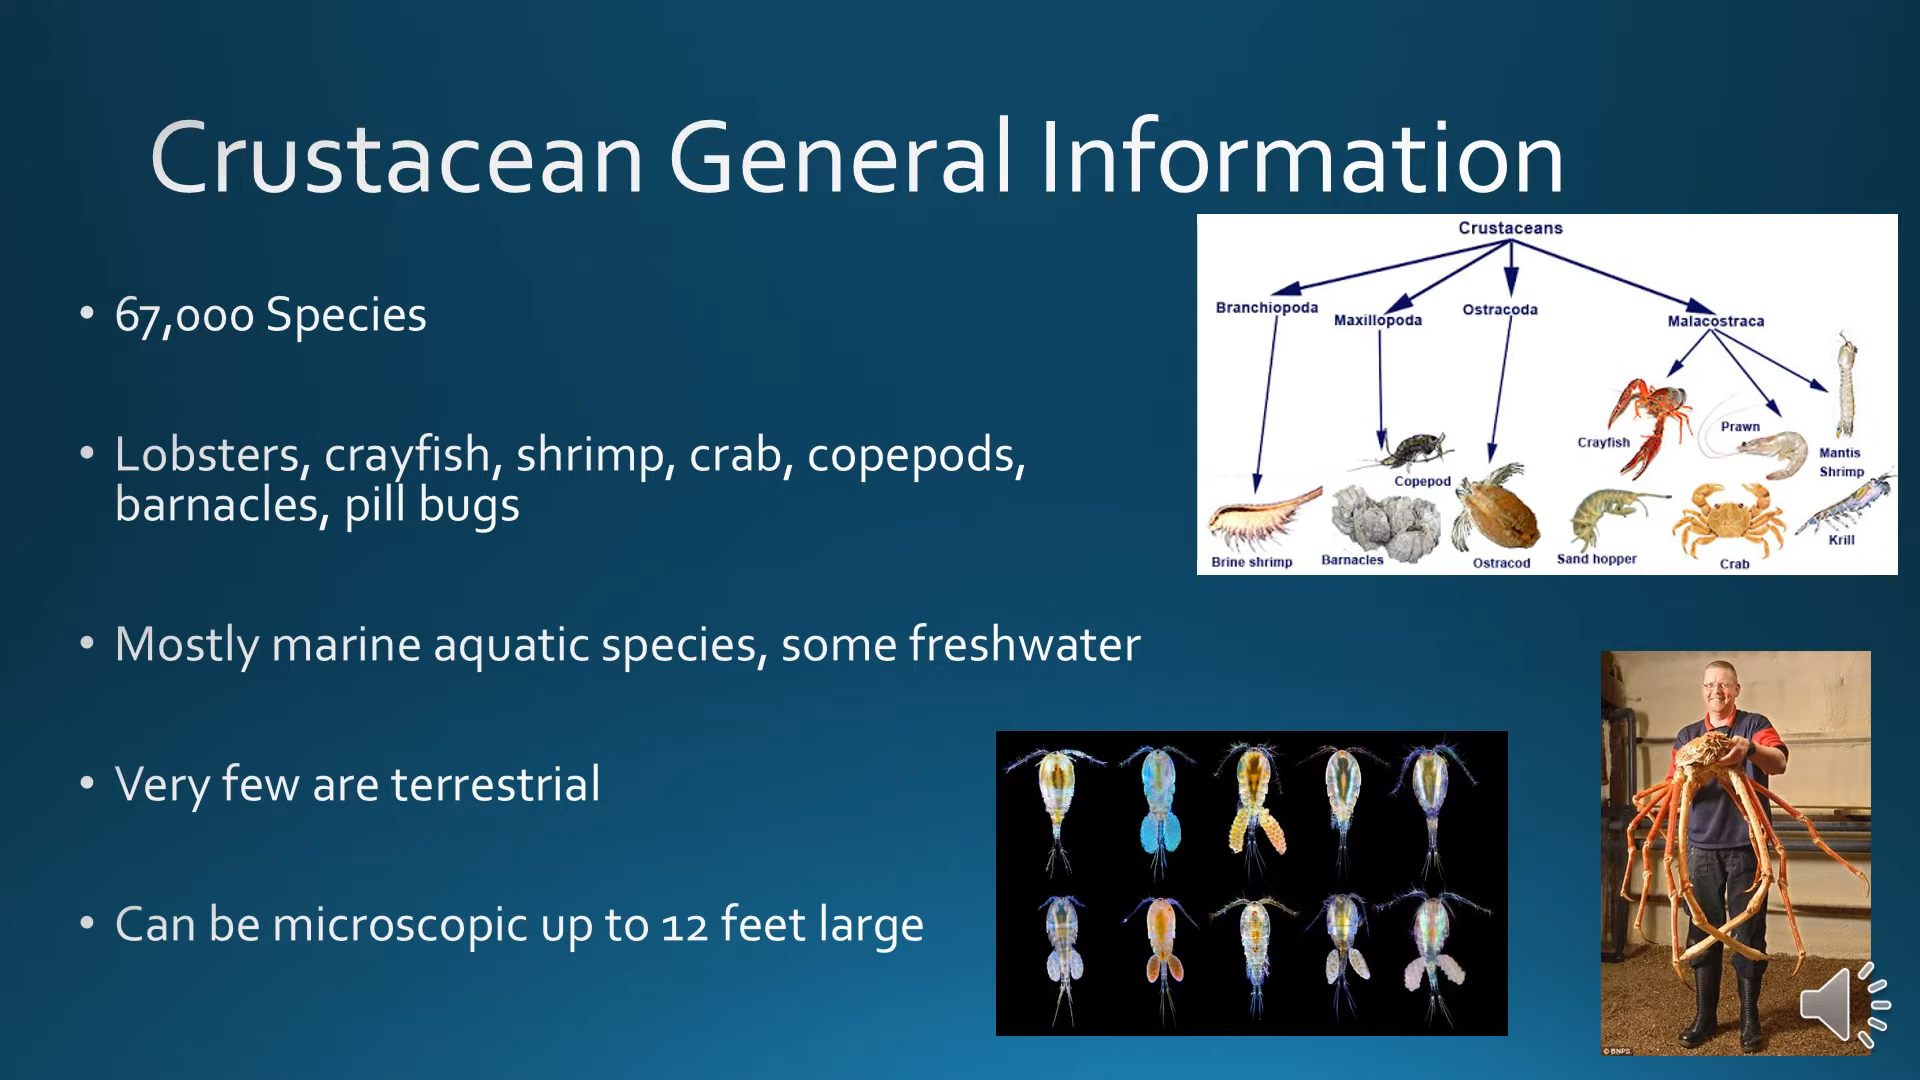 Crustacean General Information
• 67,000 Species
• Lobsters, crayfish, shrimp, crab, copepods,
barnacles, pill bugs
• Mostly marine aquatic species, some freshwater
• Very few are terrestrial
• Can be microscopic up to 12 feet large
Crustaceans
Branchiopoda
Maxillopoda
Ostracoda
Malacostraca
Crayfish
Prawn
Mantis
Shrimp
Copepod
Brine shrimp
Barnacles
Ostracod
Sand hopper
Crab
Krill
© BNPS